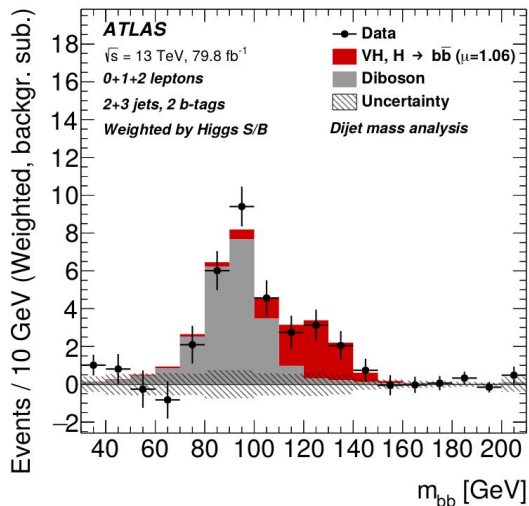 ATLAS
√s = 13 TeV, 79.8 fb⁻¹
0+1+2 leptons
2+3 jets, 2 b-tags
Weighted by Higgs S/B
Data
VH, H → bb̅ (μ=1.06)
Diboson
Uncertainty
Dijet mass analysis
Events / 10 GeV (Weighted, backgr. sub.)
18
16
14
12
10
8
6
4
2
0
−2
40 60 80 100 120 140 160 180 200
m_bb [GeV]